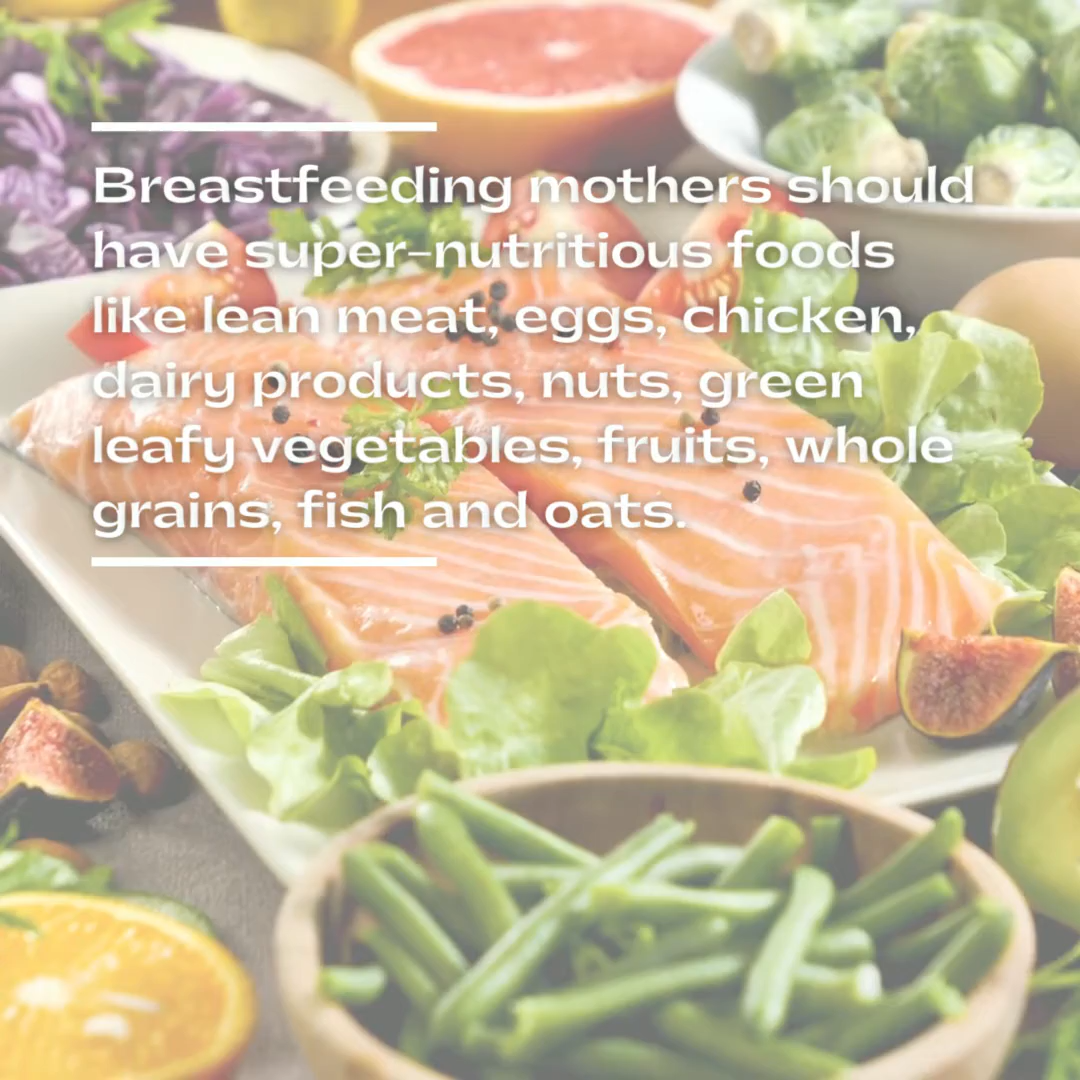 Breastfeeding mothers should
have super-nutritious foods
like lean meat, eggs, chicken,
dairy products, nuts, green
leafy vegetables, fruits, whole
grains, fish and oats.